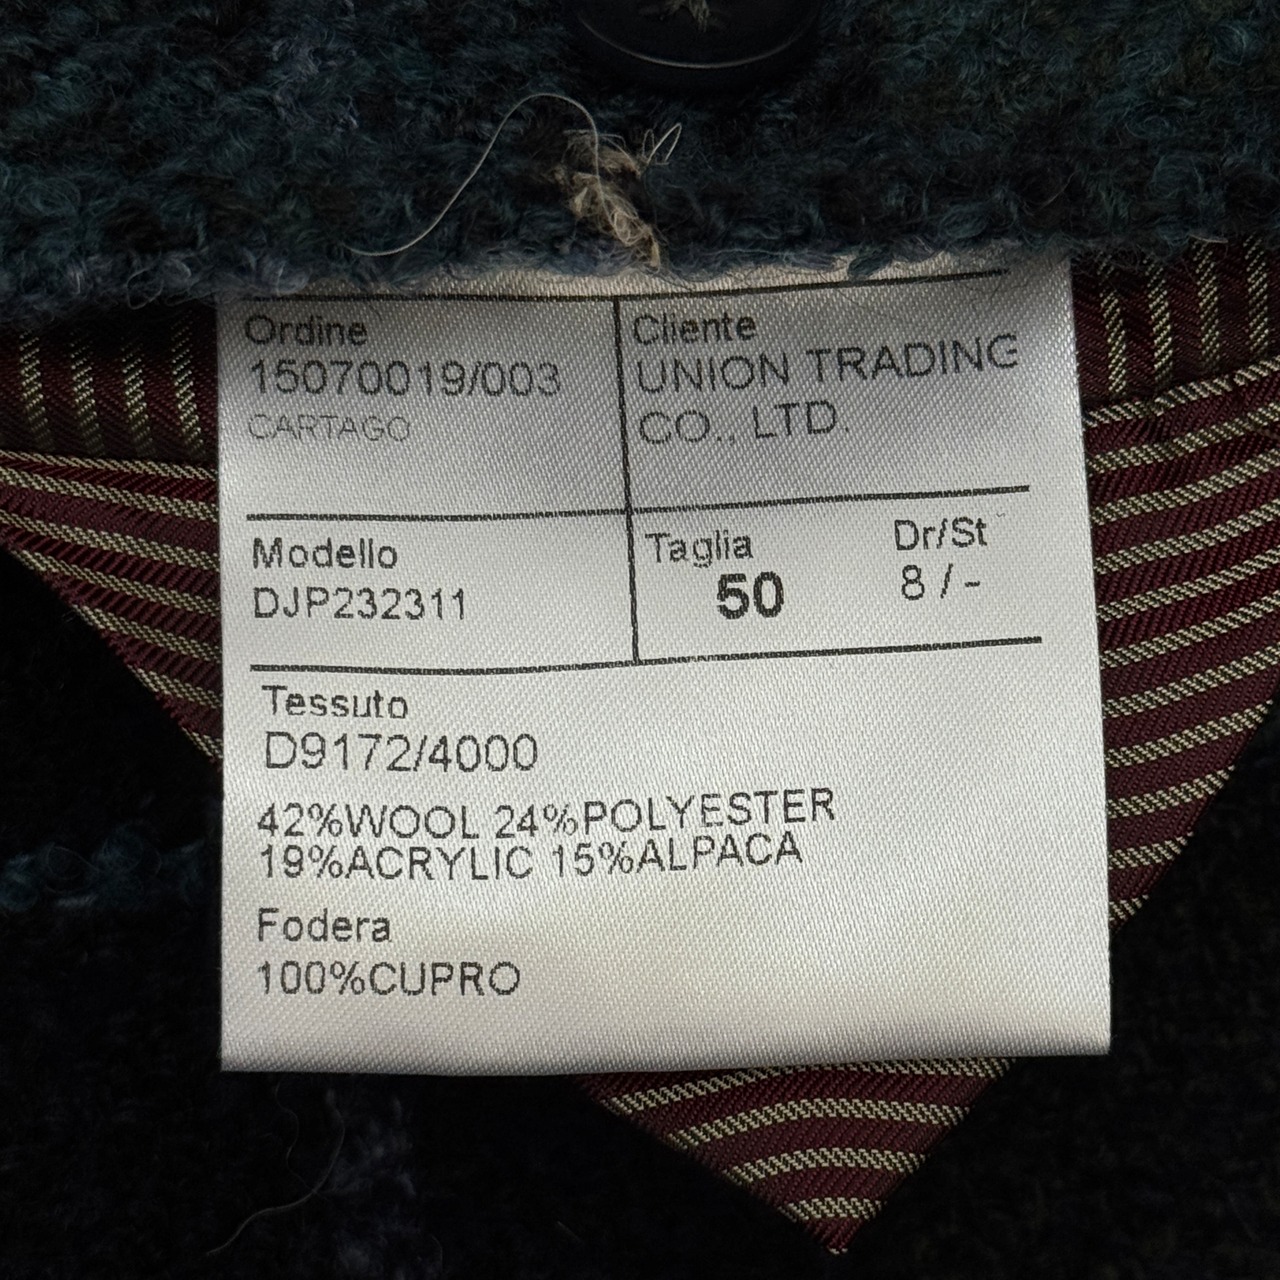 Ordine
15070019/003
CARTAGO
Cliente
UNION TRADING
CO., LTD.
Modello
DJP232311
Taglia
50
Dr/St
8 / -
Tessuto
D9172/4000
42%WOOL 24%POLYESTER
19%ACRYLIC 15%ALPACA
Fodera
100%CUPRO